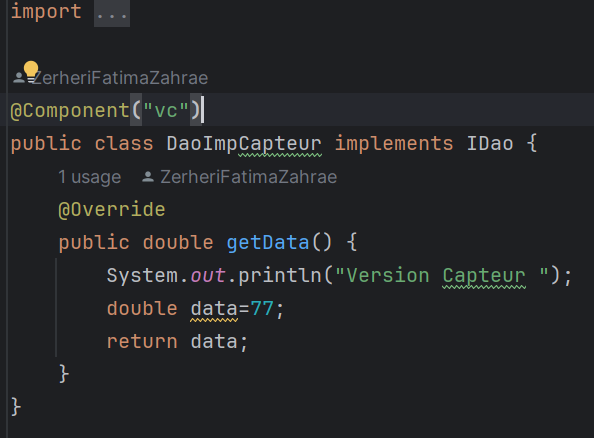 import ...
ZerheriFatimaZahrae
@Component("vc")
public class DaoImpCapteur implements IDao {
1 usage ZerheriFatimaZahrae
@Override
public double getData() {
System.out.println("Version Capteur ");
double data=77;
return data;
}
}